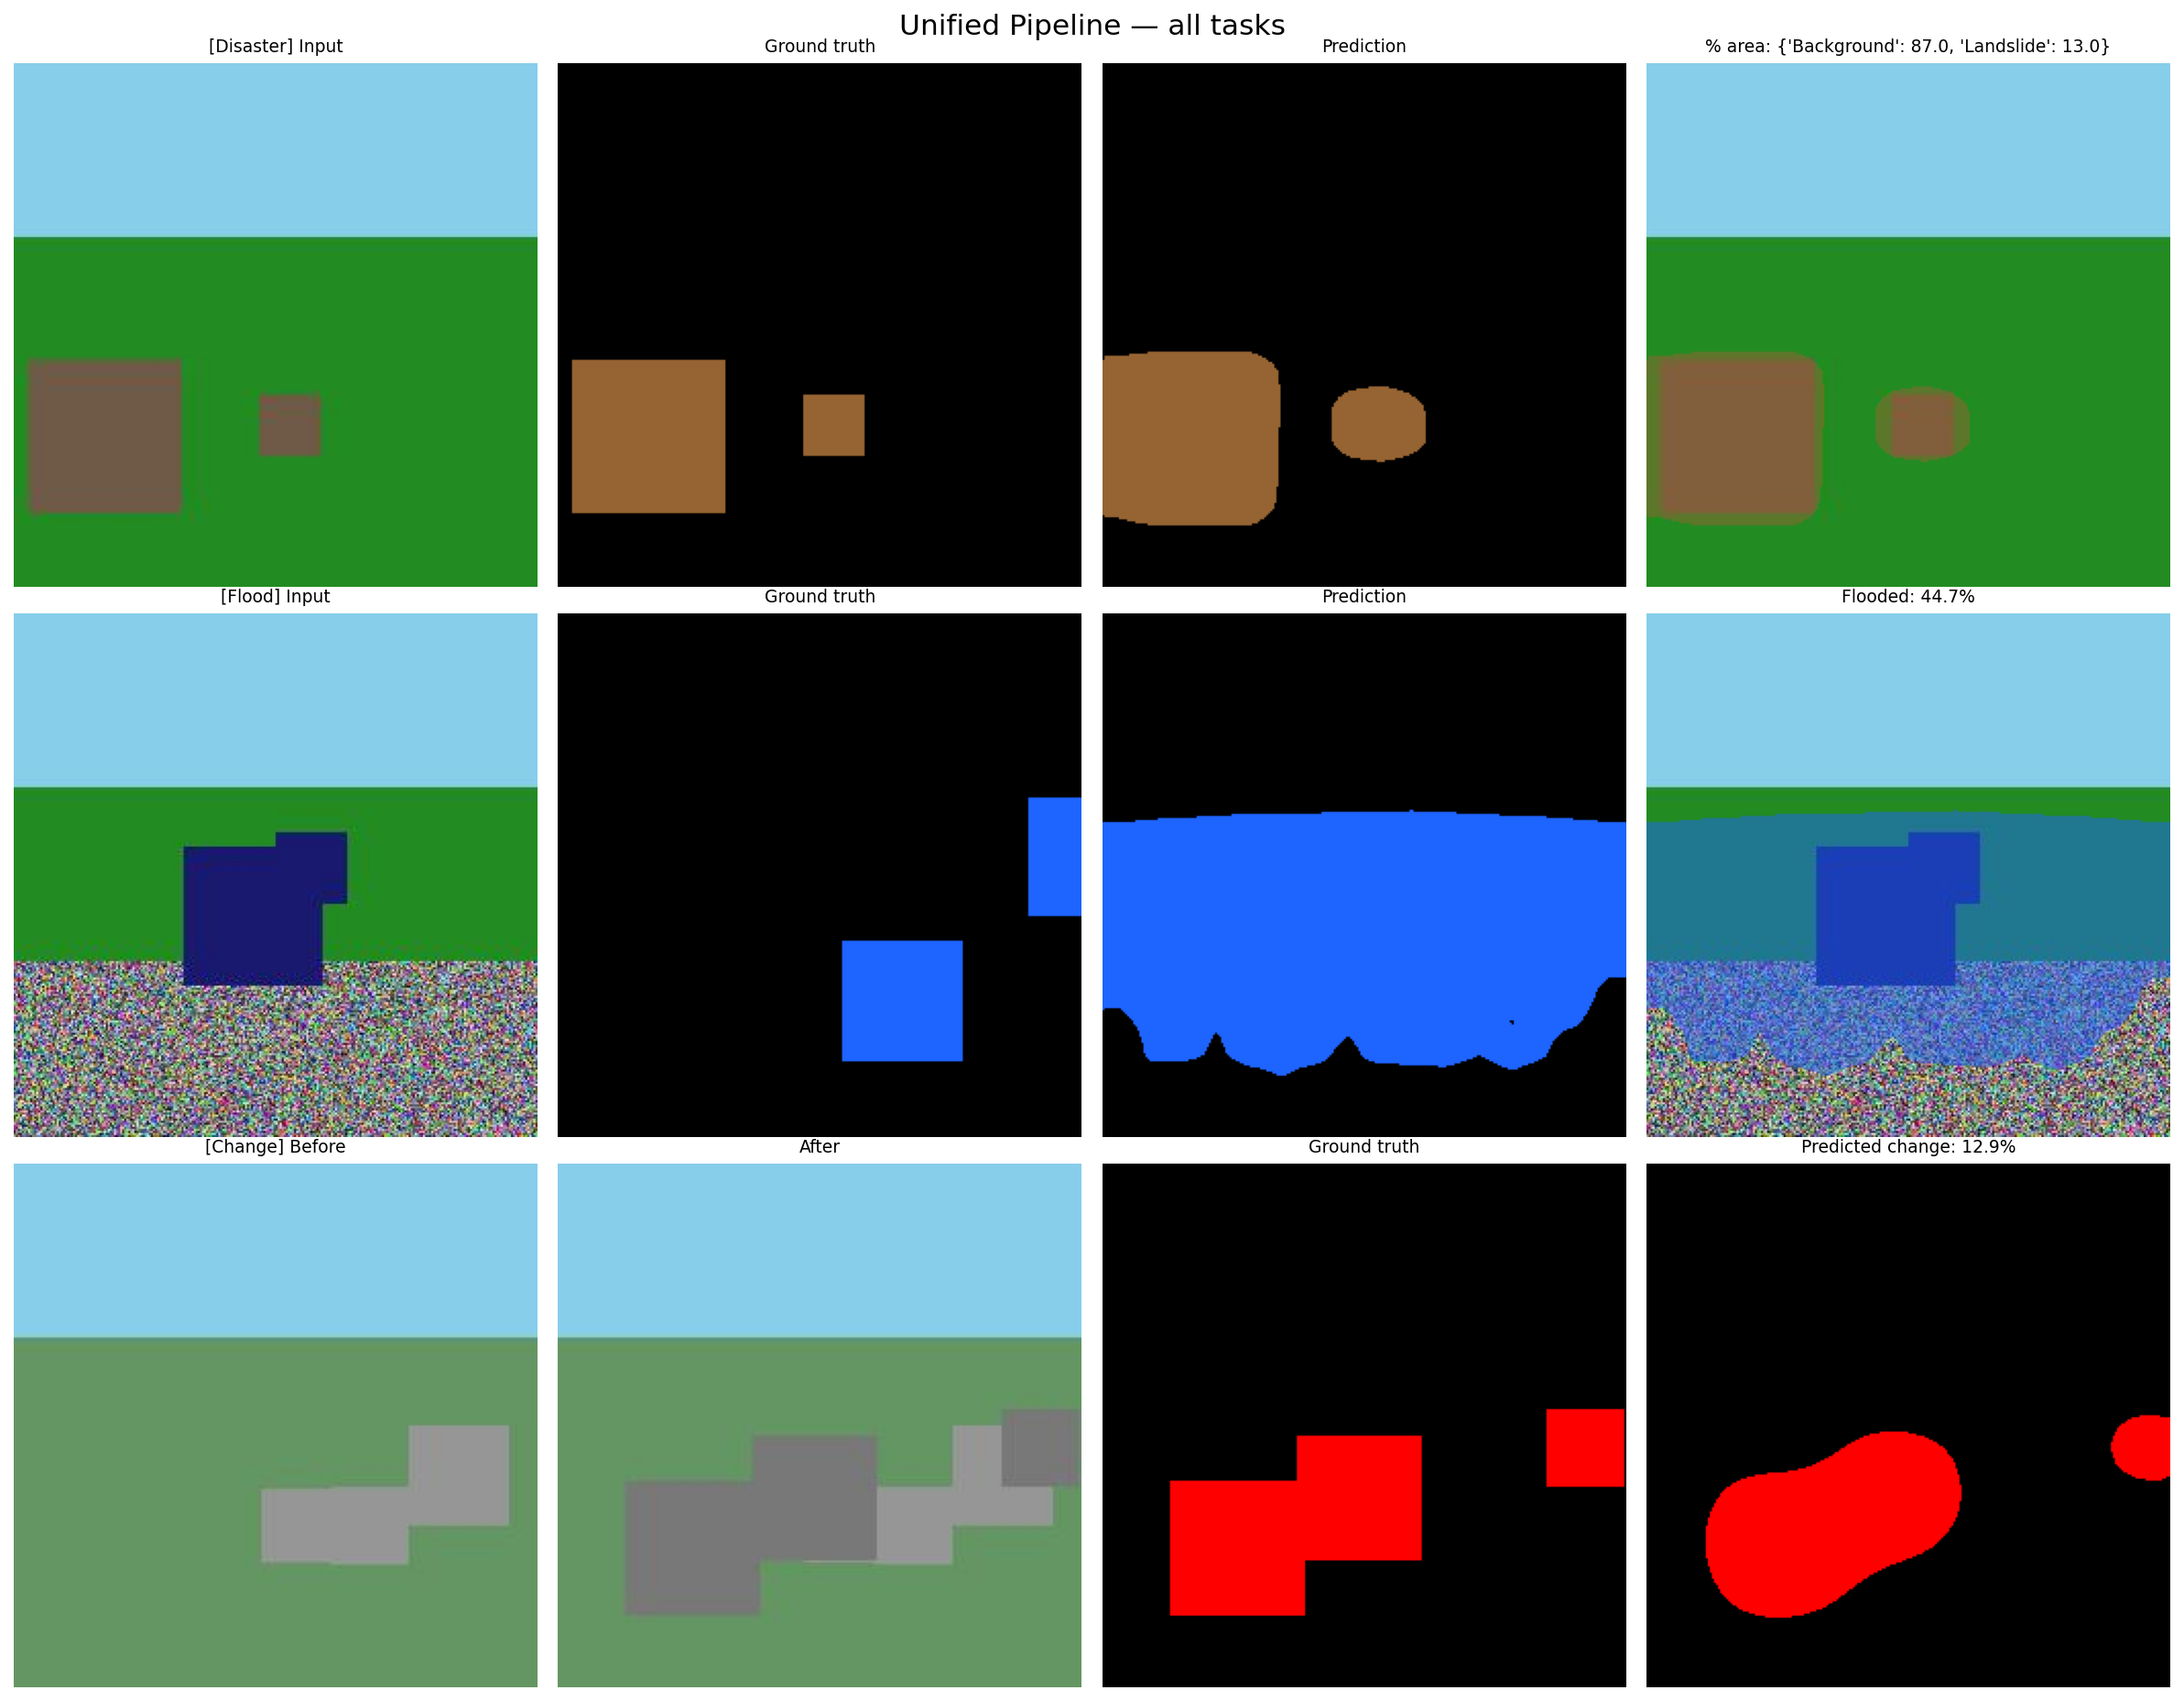 Unified Pipeline — all tasks
[Disaster] Input
Ground truth
Prediction
% area: {'Background': 87.0, 'Landslide': 13.0}
[Flood] Input
Ground truth
Prediction
Flooded: 44.7%
[Change] Before
After
Ground truth
Predicted change: 12.9%